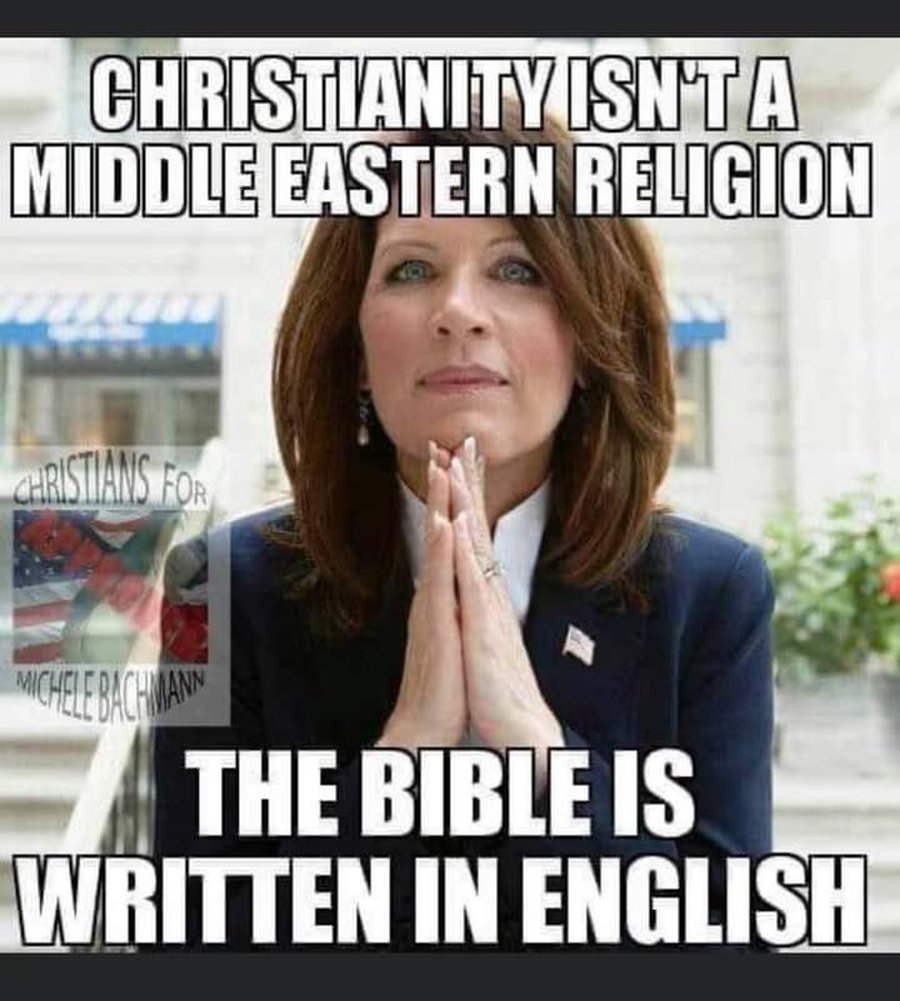 CHRISTIANITY ISN'T A
MIDDLE EASTERN RELIGION
CHRISTIANS FOR
MICHELE BACHMANN
THE BIBLE IS
WRITTEN IN ENGLISH